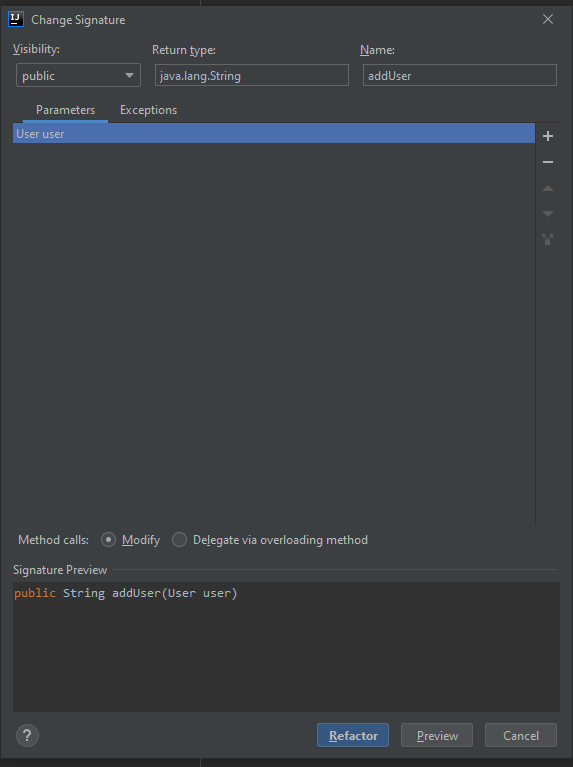 IJ Change Signature
Visibility: Return type: Name:
public java.lang.String addUser
Parameters Exceptions
User user
Method calls: Modify Delegate via overloading method
Signature Preview
public String addUser(User user)
? Refactor Preview Cancel